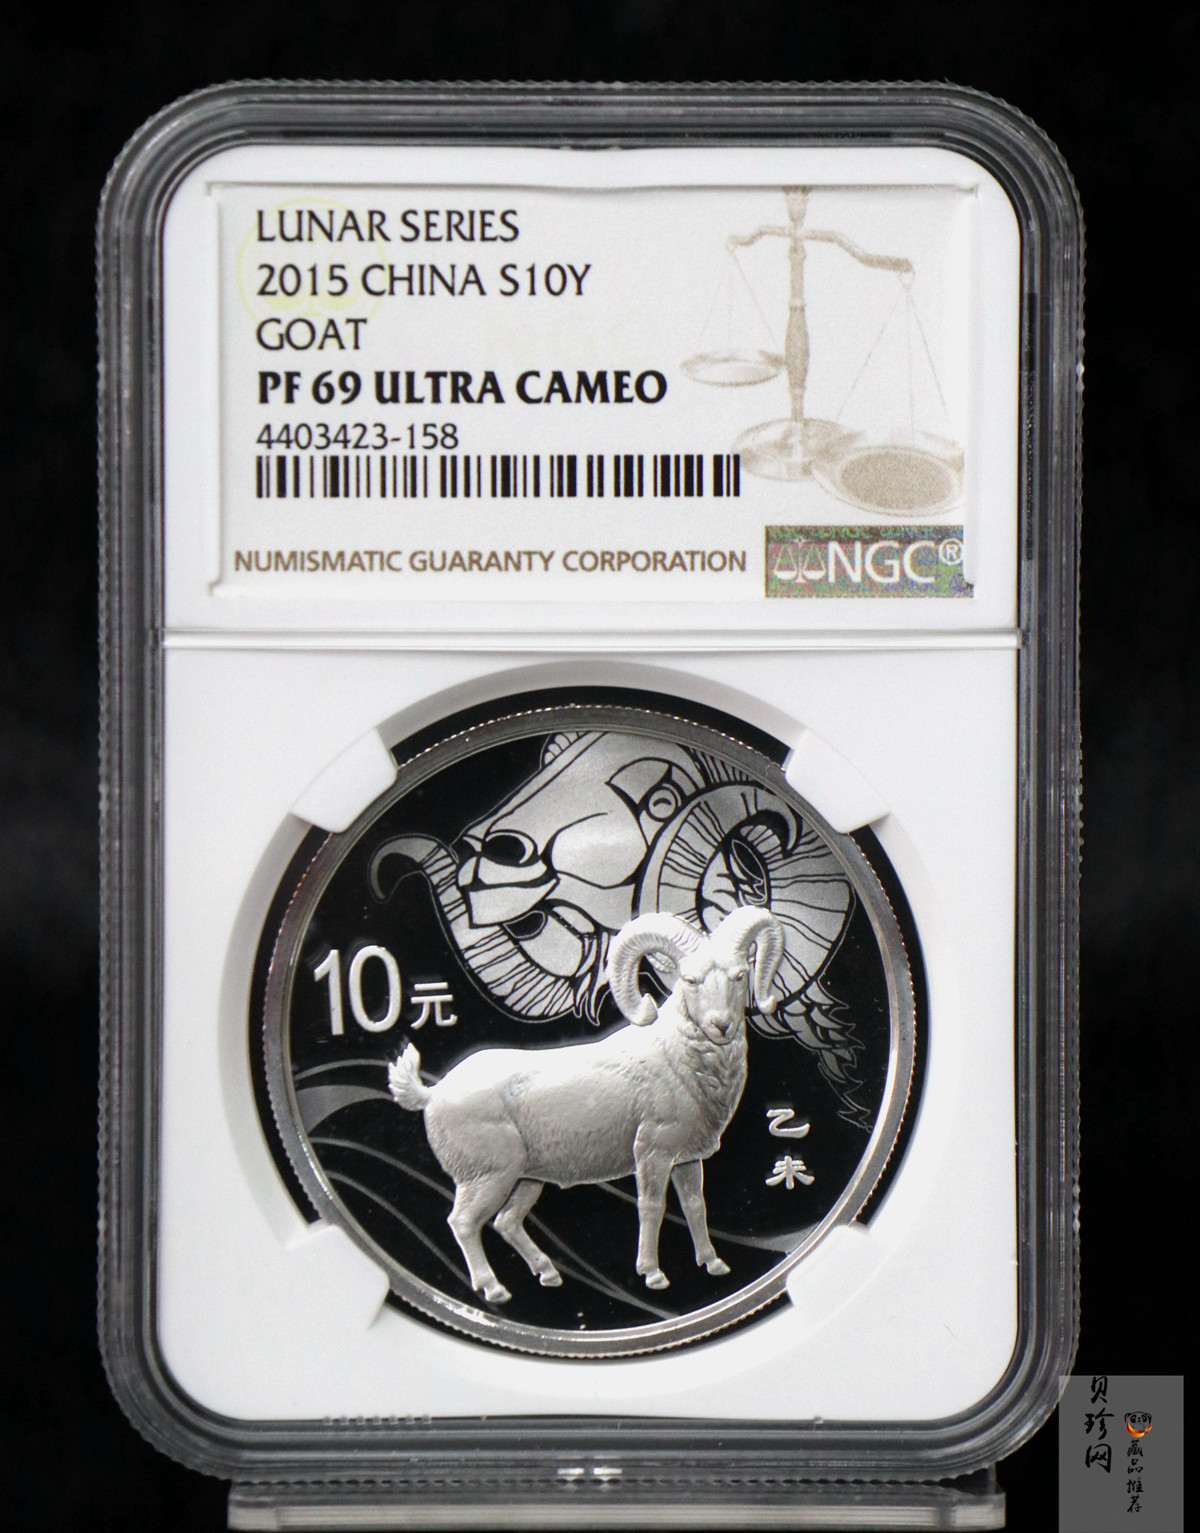 LUNAR SERIES
2015 CHINA S10Y
GOAT
PF 69 ULTRA CAMEO
4403423-158
NUMISMATIC GUARANTY CORPORATION
NGC®
10元
乙未
贝珍网
藏品推荐